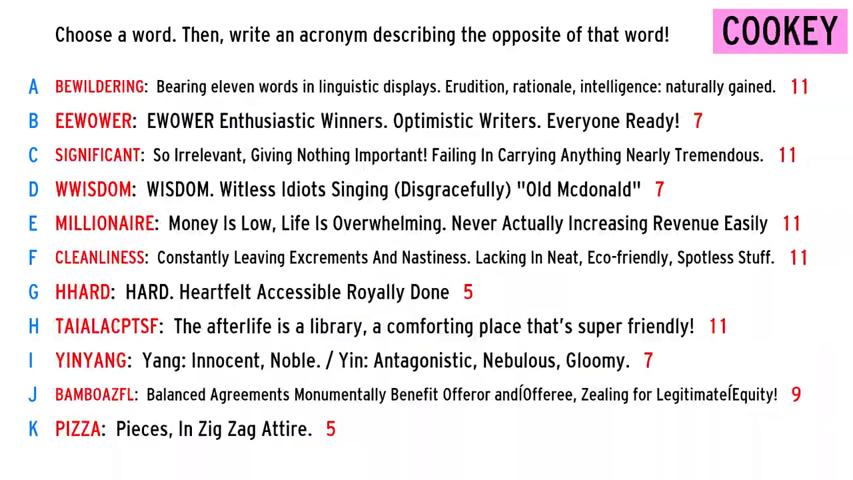 Choose a word. Then, write an acronym describing the opposite of that word!
COOKEY
A BEWILDERING: Bearing eleven words in linguistic displays. Erudition, rationale, intelligence: naturally gained. 11
B EEWOWER: EWOWER Enthusiastic Winners. Optimistic Writers. Everyone Ready! 7
C SIGNIFICANT: So Irrelevant, Giving Nothing Important! Failing In Carrying Anything Nearly Tremendous. 11
D WWISDOM: WISDOM. Witless Idiots Singing (Disgracefully) "Old Mcdonald" 7
E MILLIONAIRE: Money Is Low, Life Is Overwhelming. Never Actually Increasing Revenue Easily 11
F CLEANLINESS: Constantly Leaving Excrements And Nastiness. Lacking In Neat, Eco-friendly, Spotless Stuff. 11
G HHARD: HARD. Heartfelt Accessible Royally Done 5
H TAIALACPTSF: The afterlife is a library, a comforting place that's super friendly! 11
I YINYANG: Yang: Innocent, Noble. / Yin: Antagonistic, Nebulous, Gloomy. 7
J BAMBOAZFL: Balanced Agreements Monumentally Benefit Offeror andÍOfferee, Zealing for LegitimateÍEquity! 9
K PIZZA: Pieces, In Zig Zag Attire. 5